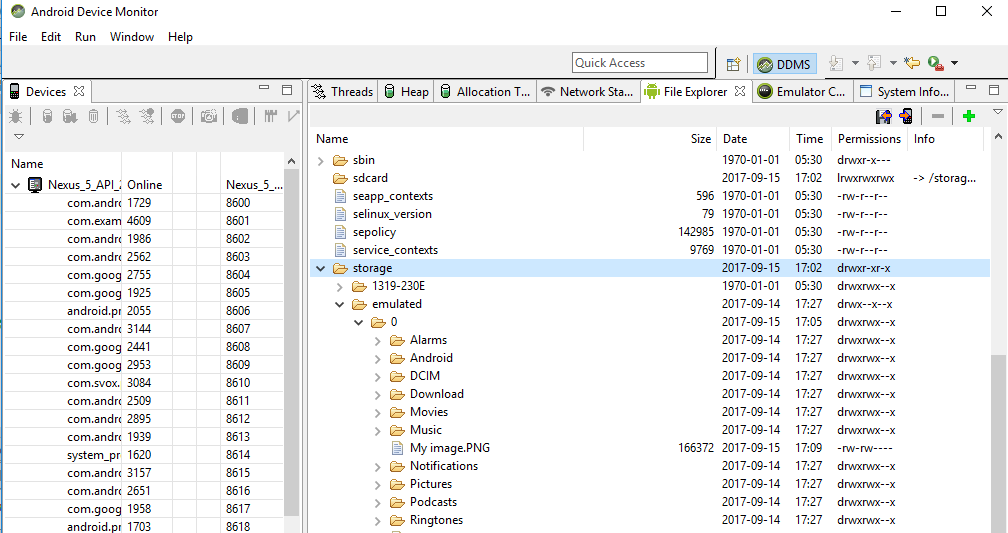 Android Device Monitor
File Edit Run Window Help
Quick Access DDMS
Devices
Name
Nexus_5_API_2 Online Nexus_5_...
com.andro 1729 8600
com.exam 4609 8601
com.andro 1986 8602
com.andro 2562 8603
com.goog 2755 8604
com.goog 1925 8605
android.pr 2055 8606
com.andro 3144 8607
com.goog 2441 8608
com.goog 2953 8609
com.svox.p 3084 8610
com.andro 2509 8611
com.andro 2895 8612
com.andro 1939 8613
system_pr 1620 8614
com.andro 3157 8615
com.andro 2651 8616
com.goog 1958 8617
android.pr 1703 8618
Threads Heap Allocation T... Network Sta... File Explorer Emulator C... System Info...
Name Size Date Time Permissions Info
sbin 1970-01-01 05:30 drwxr-x---
sdcard 2017-09-15 17:02 lrwxrwxrwx -> /storag...
seapp_contexts 596 1970-01-01 05:30 -rw-r--r--
selinux_version 79 1970-01-01 05:30 -rw-r--r--
sepolicy 142985 1970-01-01 05:30 -rw-r--r--
service_contexts 9769 1970-01-01 05:30 -rw-r--r--
storage 2017-09-15 17:02 drwxr-xr-x
1319-230E 1970-01-01 05:30 drwxrwx--x
emulated 2017-09-14 17:27 drwx--x--x
0 2017-09-15 17:05 drwxrwx--x
Alarms 2017-09-14 17:27 drwxrwx--x
Android 2017-09-14 17:27 drwxrwx--x
DCIM 2017-09-14 17:27 drwxrwx--x
Download 2017-09-14 17:27 drwxrwx--x
Movies 2017-09-14 17:27 drwxrwx--x
Music 2017-09-14 17:27 drwxrwx--x
My image.PNG 166372 2017-09-15 17:09 -rw-rw----
Notifications 2017-09-14 17:27 drwxrwx--x
Pictures 2017-09-14 17:27 drwxrwx--x
Podcasts 2017-09-14 17:27 drwxrwx--x
Ringtones 2017-09-14 17:27 drwxrwx--x